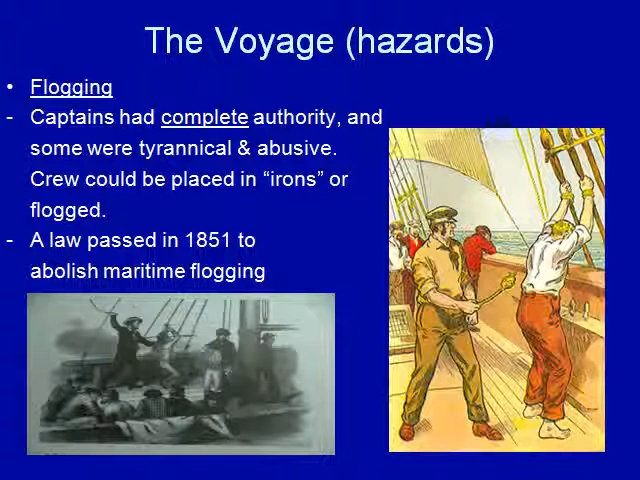 The Voyage (hazards)
• Flogging
- Captains had complete authority, and
some were tyrannical & abusive.
Crew could be placed in “irons” or
flogged.
- A law passed in 1851 to
abolish maritime flogging